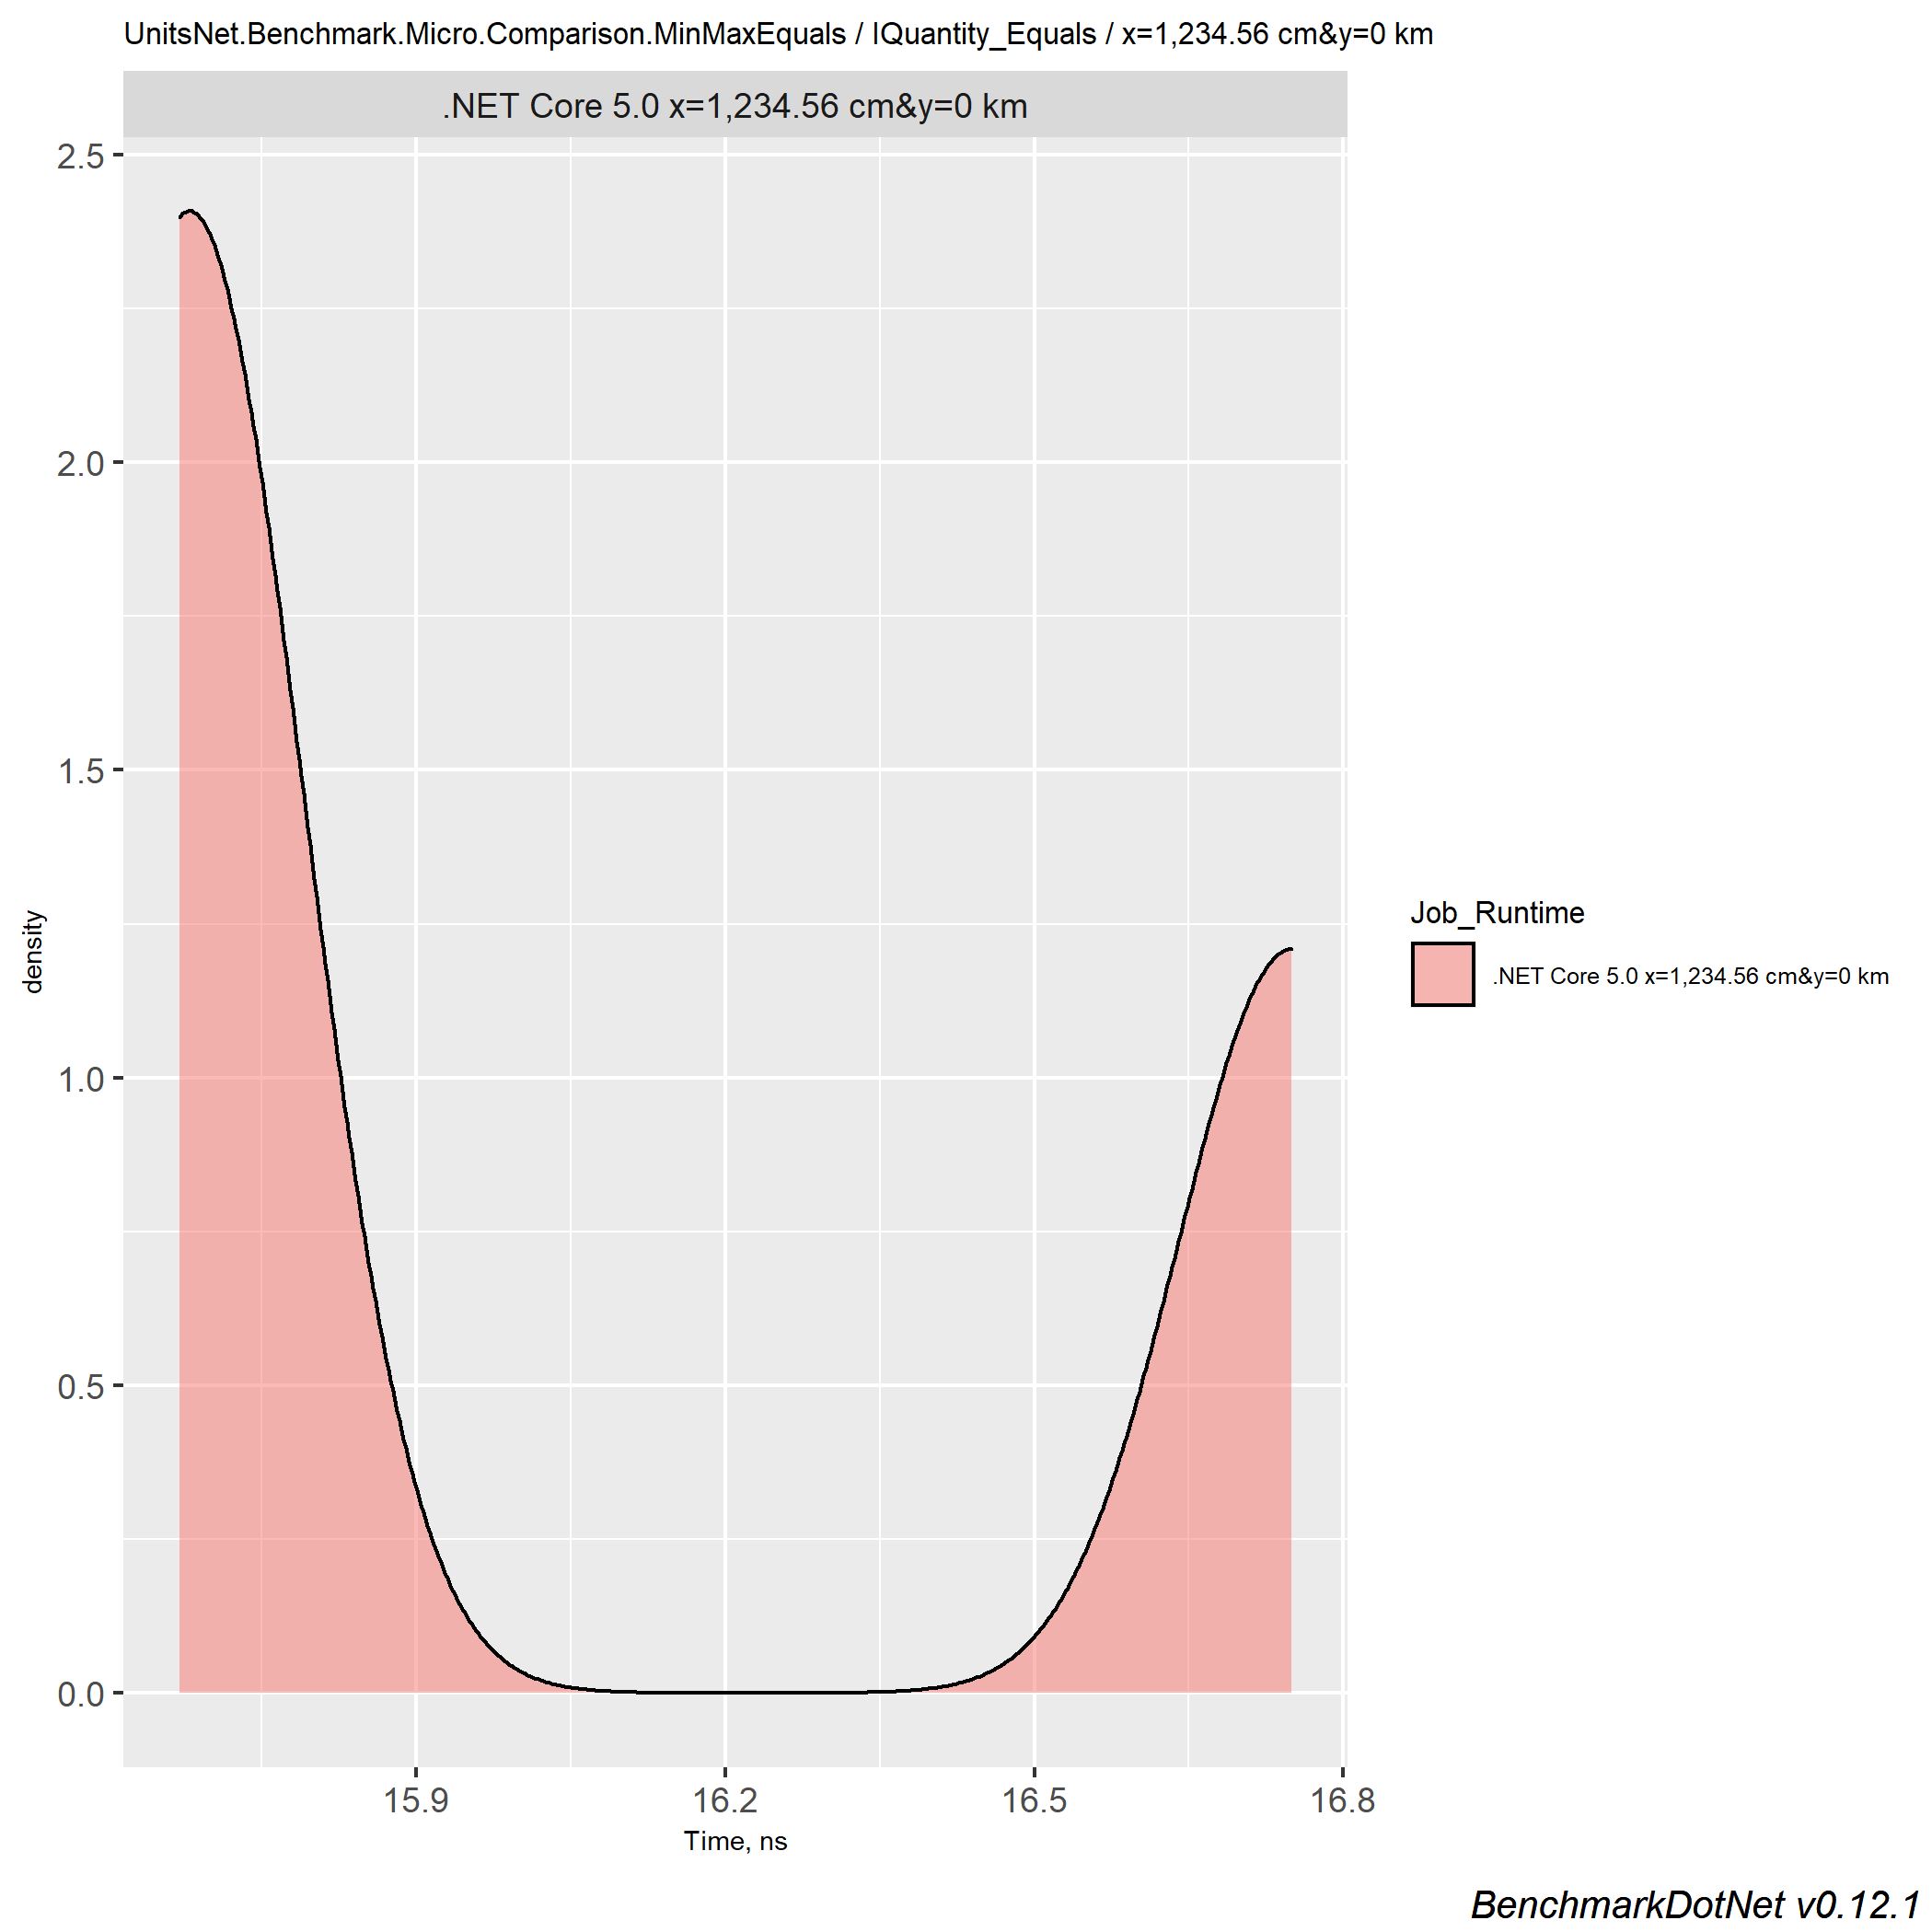 UnitsNet.Benchmark.Micro.Comparison.MinMaxEquals / IQuantity_Equals / x=1,234.56 cm&y=0 km
.NET Core 5.0 x=1,234.56 cm&y=0 km
2.5
2.0
1.5
1.0
0.5
0.0
density
15.9
16.2
16.5
16.8
Time, ns
Job_Runtime
.NET Core 5.0 x=1,234.56 cm&y=0 km
BenchmarkDotNet v0.12.1